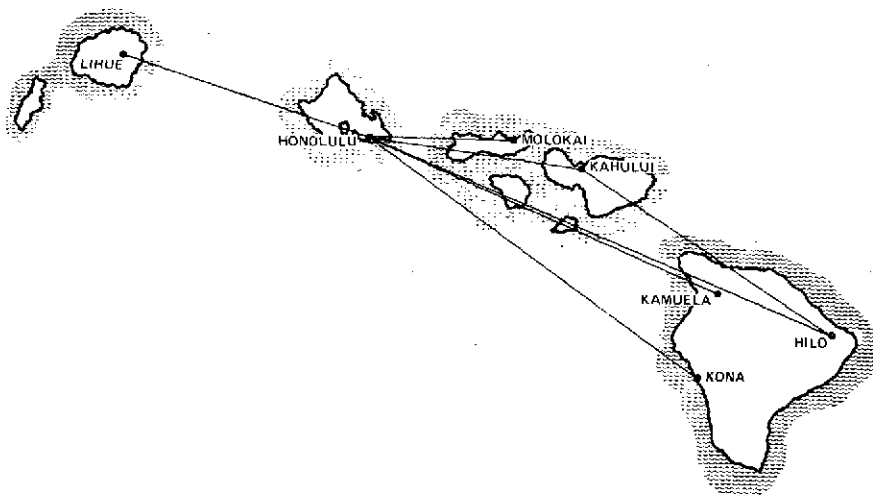 LIHUE
HONOLULU
MOLOKAI
KAHULUI
KAMUELA
HILO
KONA